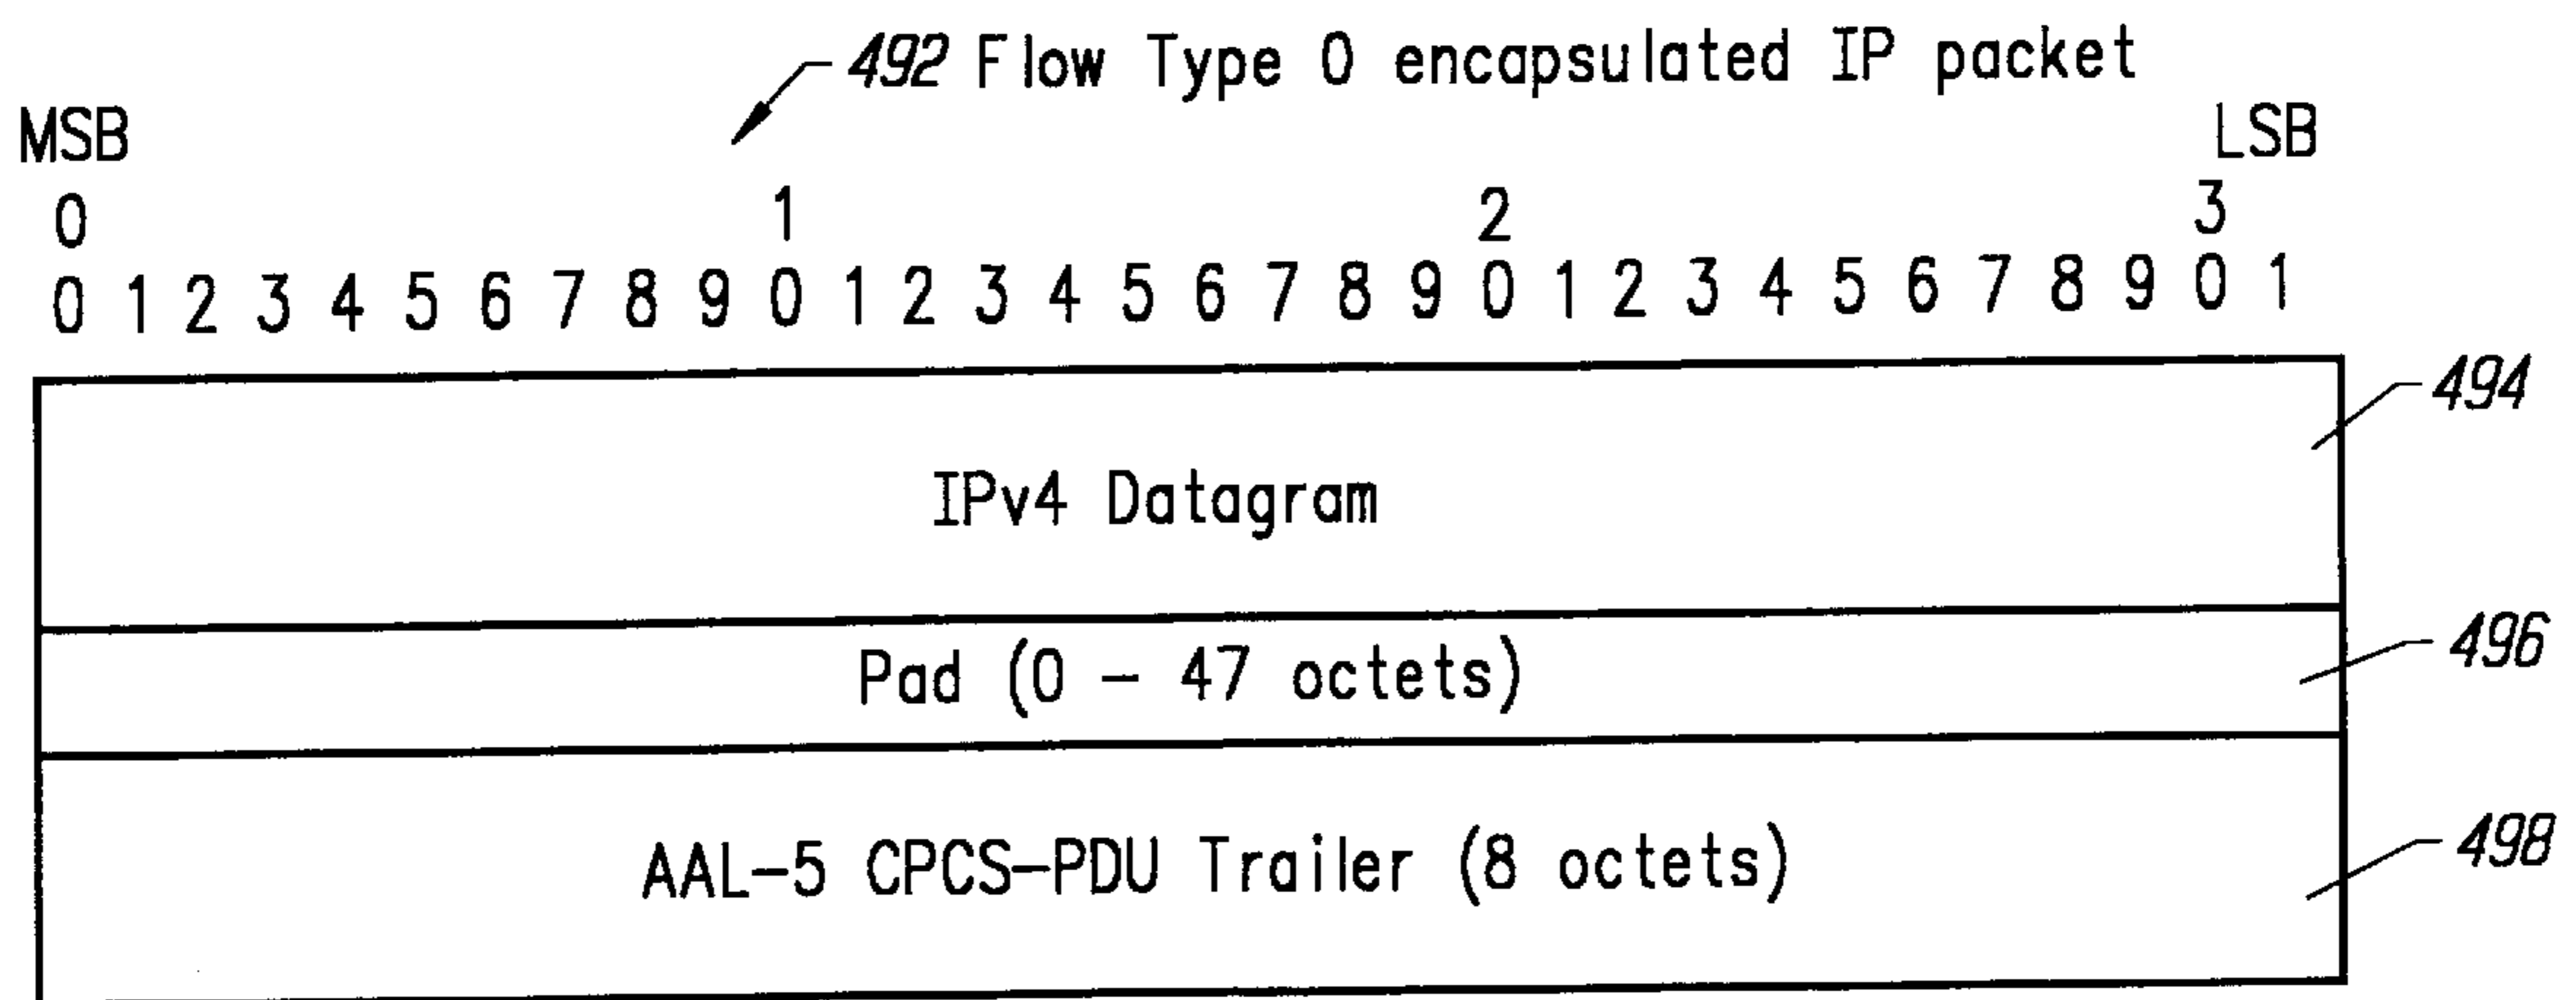 492 Flow Type 0 encapsulated IP packet
MSB LSB
0 1 2 3
0 1 2 3 4 5 6 7 8 9 0 1 2 3 4 5 6 7 8 9 0 1 2 3 4 5 6 7 8 9 0 1
494
IPv4 Datagram
496
Pad (0 - 47 octets)
498
AAL-5 CPCS-PDU Trailer (8 octets)